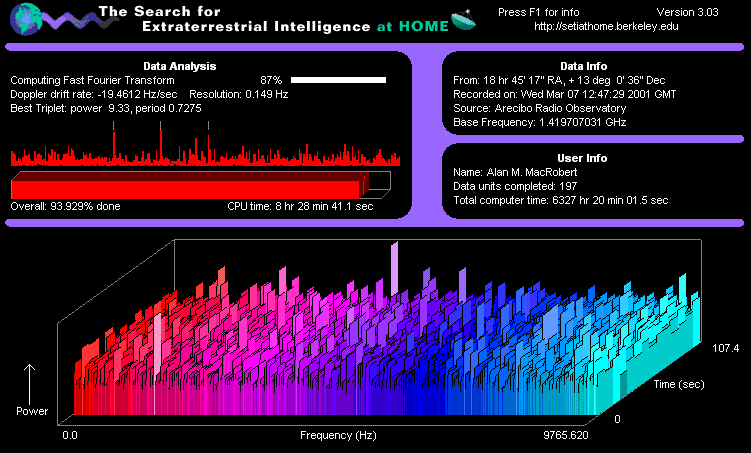 The Search for
Extraterrestrial Intelligence at HOME
Press F1 for info
Version 3.03
http://setiathome.berkeley.edu
Data Analysis
Computing Fast Fourier Transform 87%
Doppler drift rate: -19.4612 Hz/sec Resolution: 0.149 Hz
Best Triplet: power 9.33, period 0.7275
Overall: 93.929% done CPU time: 8 hr 28 min 41.1 sec
Data Info
From: 18 hr 45' 17'' RA, + 13 deg 0' 36'' Dec
Recorded on: Wed Mar 07 12:47:29 2001 GMT
Source: Arecibo Radio Observatory
Base Frequency: 1.419707031 GHz
User Info
Name: Alan M. MacRobert
Data units completed: 197
Total computer time: 6327 hr 20 min 01.5 sec
107.4
Time (sec)
0
Power
0.0 Frequency (Hz) 9765.620